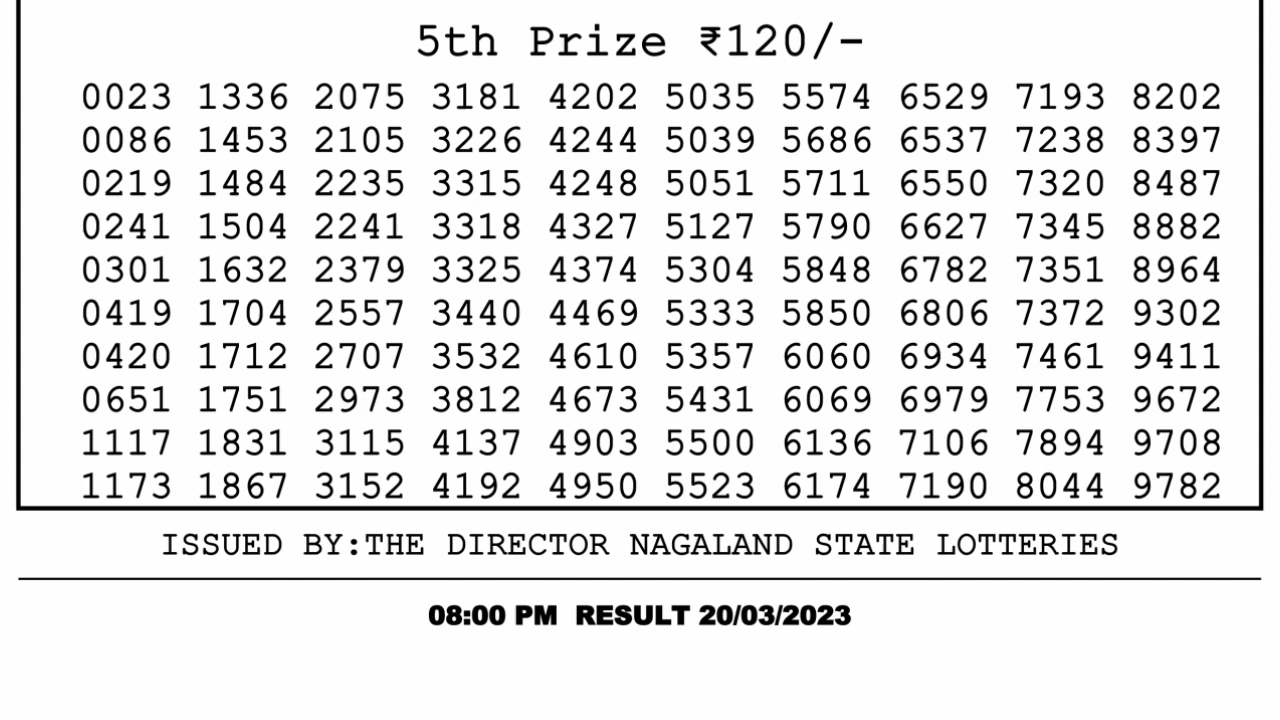 5th Prize ₹120/-
0023 1336 2075 3181 4202 5035 5574 6529 7193 8202
0086 1453 2105 3226 4244 5039 5686 6537 7238 8397
0219 1484 2235 3315 4248 5051 5711 6550 7320 8487
0241 1504 2241 3318 4327 5127 5790 6627 7345 8882
0301 1632 2379 3325 4374 5304 5848 6782 7351 8964
0419 1704 2557 3440 4469 5333 5850 6806 7372 9302
0420 1712 2707 3532 4610 5357 6060 6934 7461 9411
0651 1751 2973 3812 4673 5431 6069 6979 7753 9672
1117 1831 3115 4137 4903 5500 6136 7106 7894 9708
1173 1867 3152 4192 4950 5523 6174 7190 8044 9782
ISSUED BY:THE DIRECTOR NAGALAND STATE LOTTERIES
08:00 PM RESULT 20/03/2023